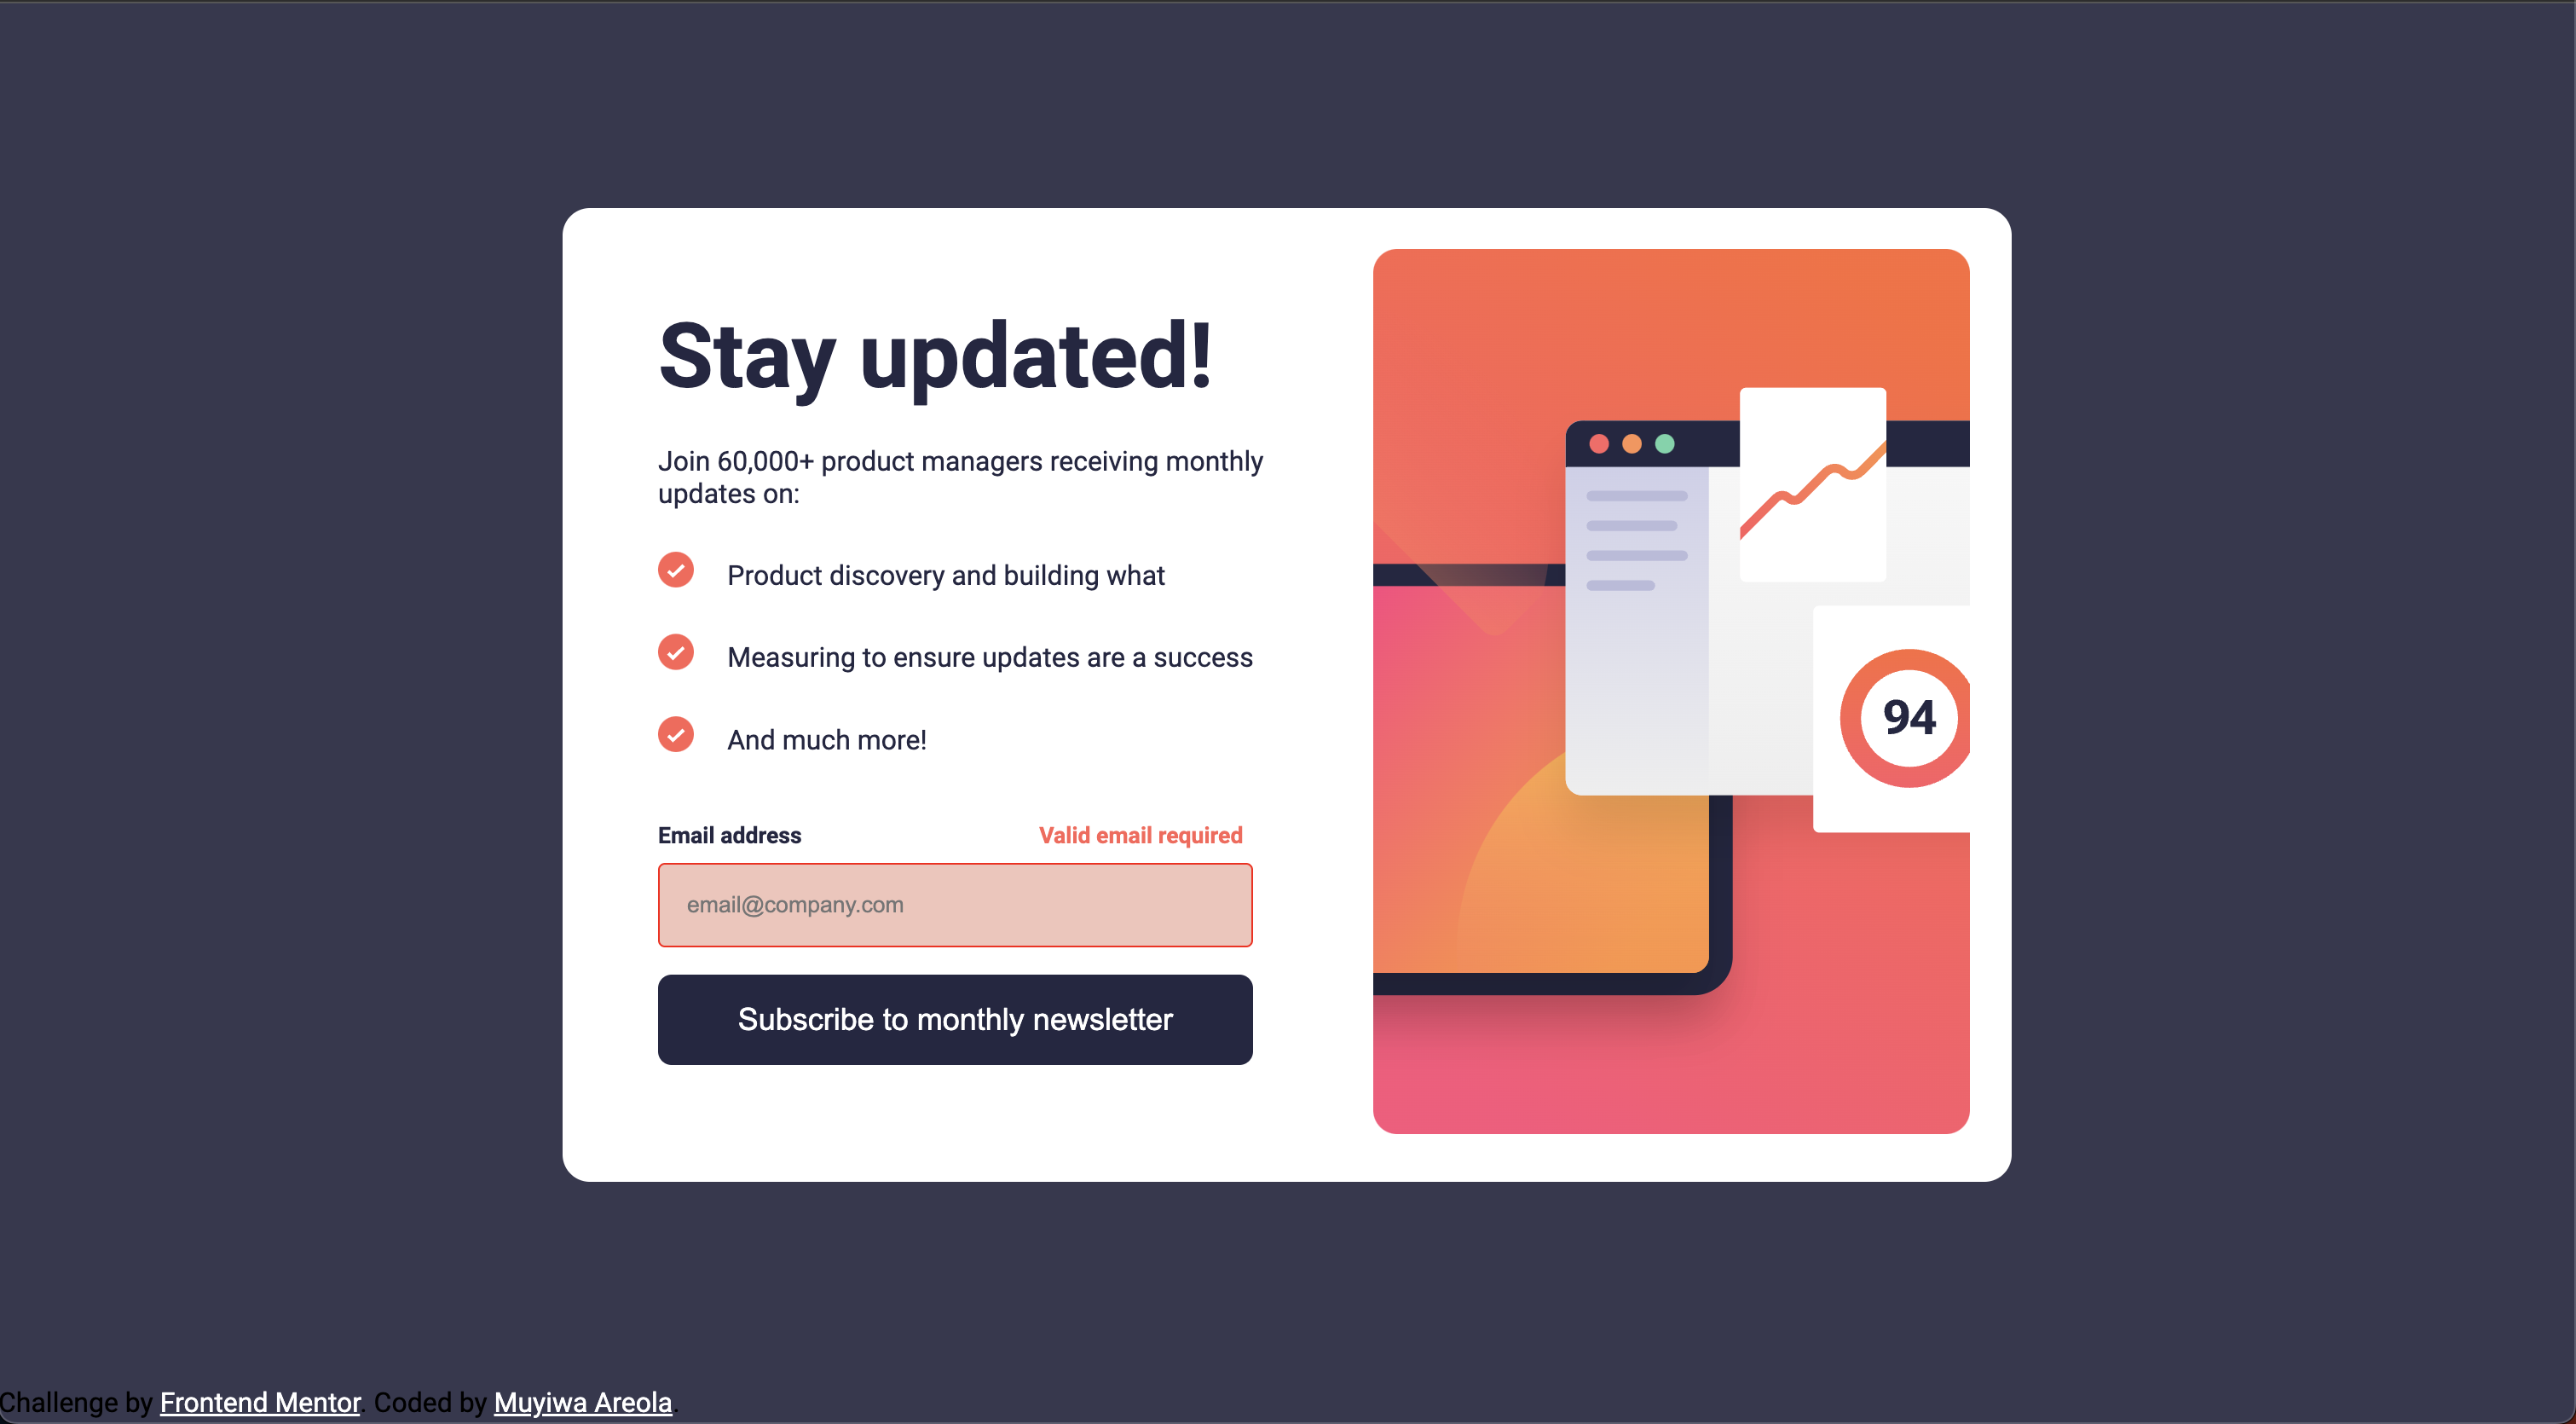 Stay updated!
Join 60,000+ product managers receiving monthly
updates on:
Product discovery and building what
Measuring to ensure updates are a success
And much more!
Email address
Valid email required
email@company.com
Subscribe to monthly newsletter
94
Challenge by Frontend Mentor. Coded by Muyiwa Areola.